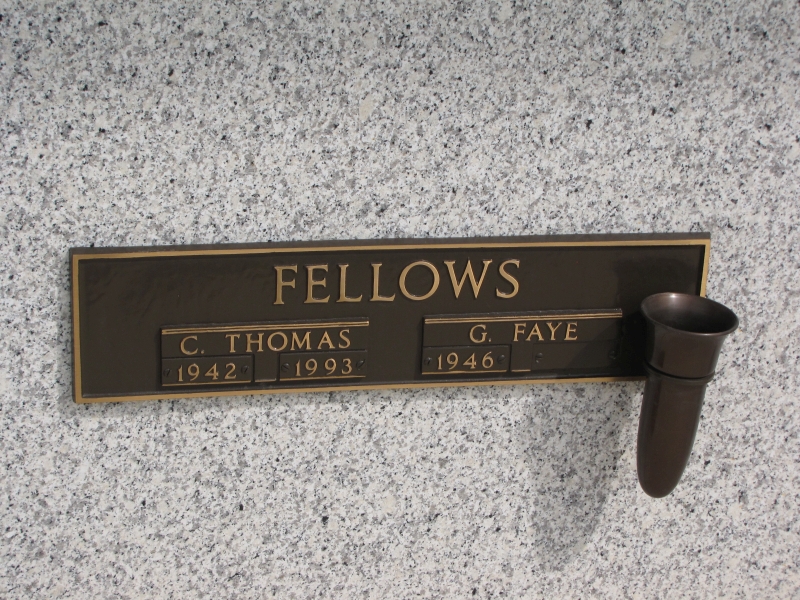 FELLOWS
C. THOMAS
1942 1993
G. FAYE
1946